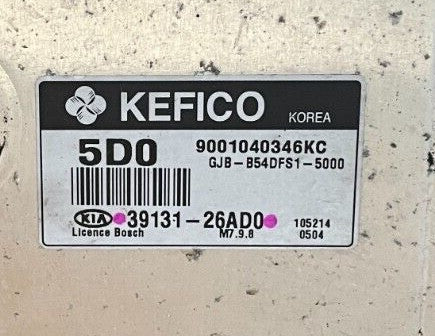 KEFICO KOREA
5D0 9001040346KC
GJB-B54DFS1-5000
KIA 39131-26AD0 105214
Licence Bosch M7.9.8 0504